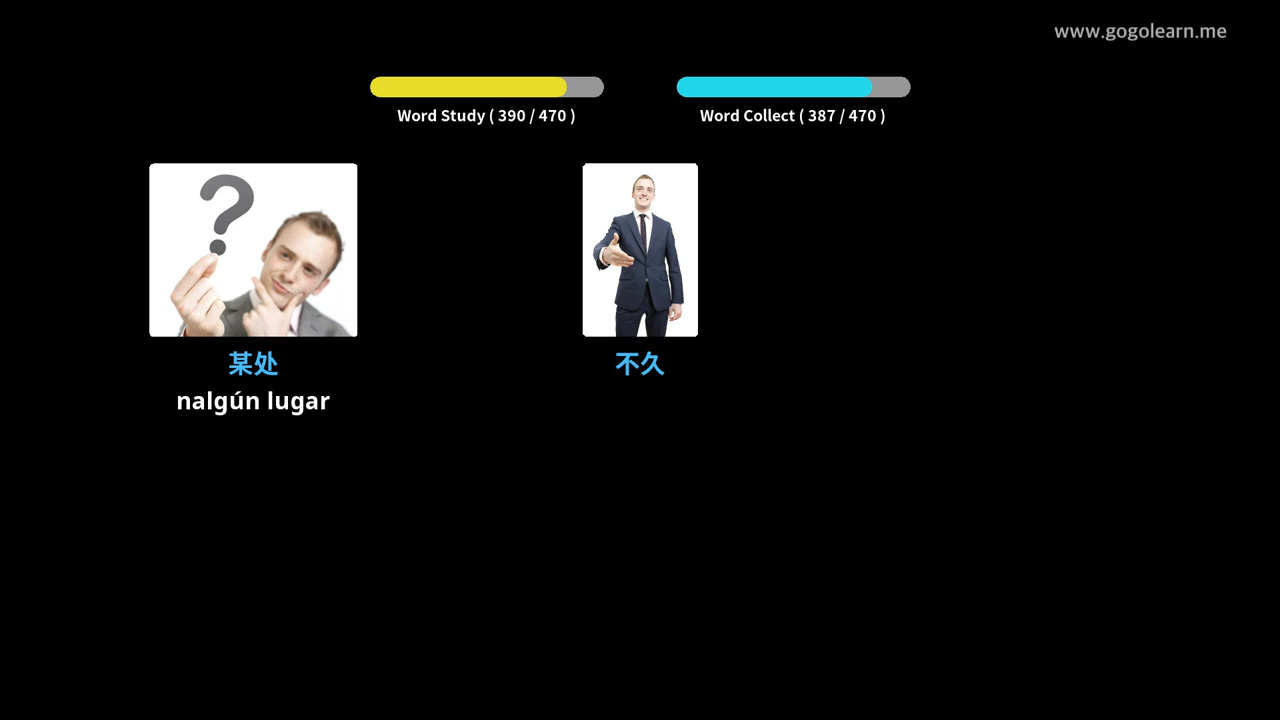 www.gogolearn.me
Word Study ( 390 / 470 )
Word Collect ( 387 / 470 )
?
某处
nalgún lugar
不久